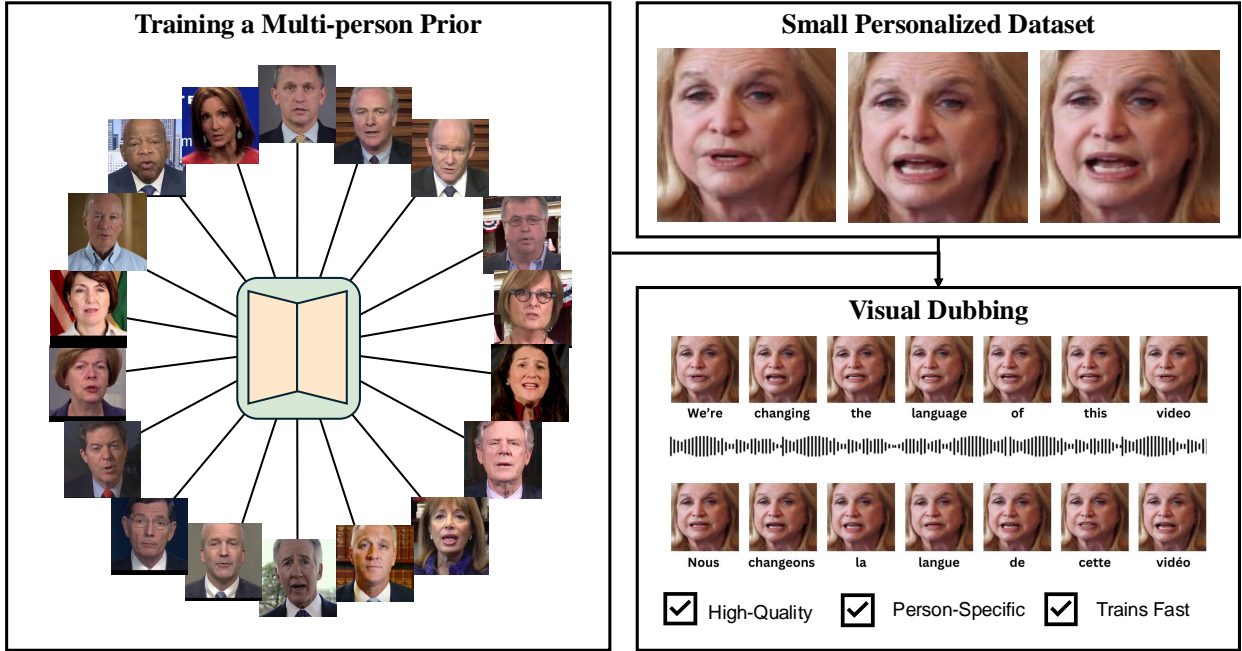 Training a Multi-person Prior
Small Personalized Dataset
Visual Dubbing
We're changing the language of this video
Nous changeons la langue de cette vidéo
High-Quality Person-Specific Trains Fast